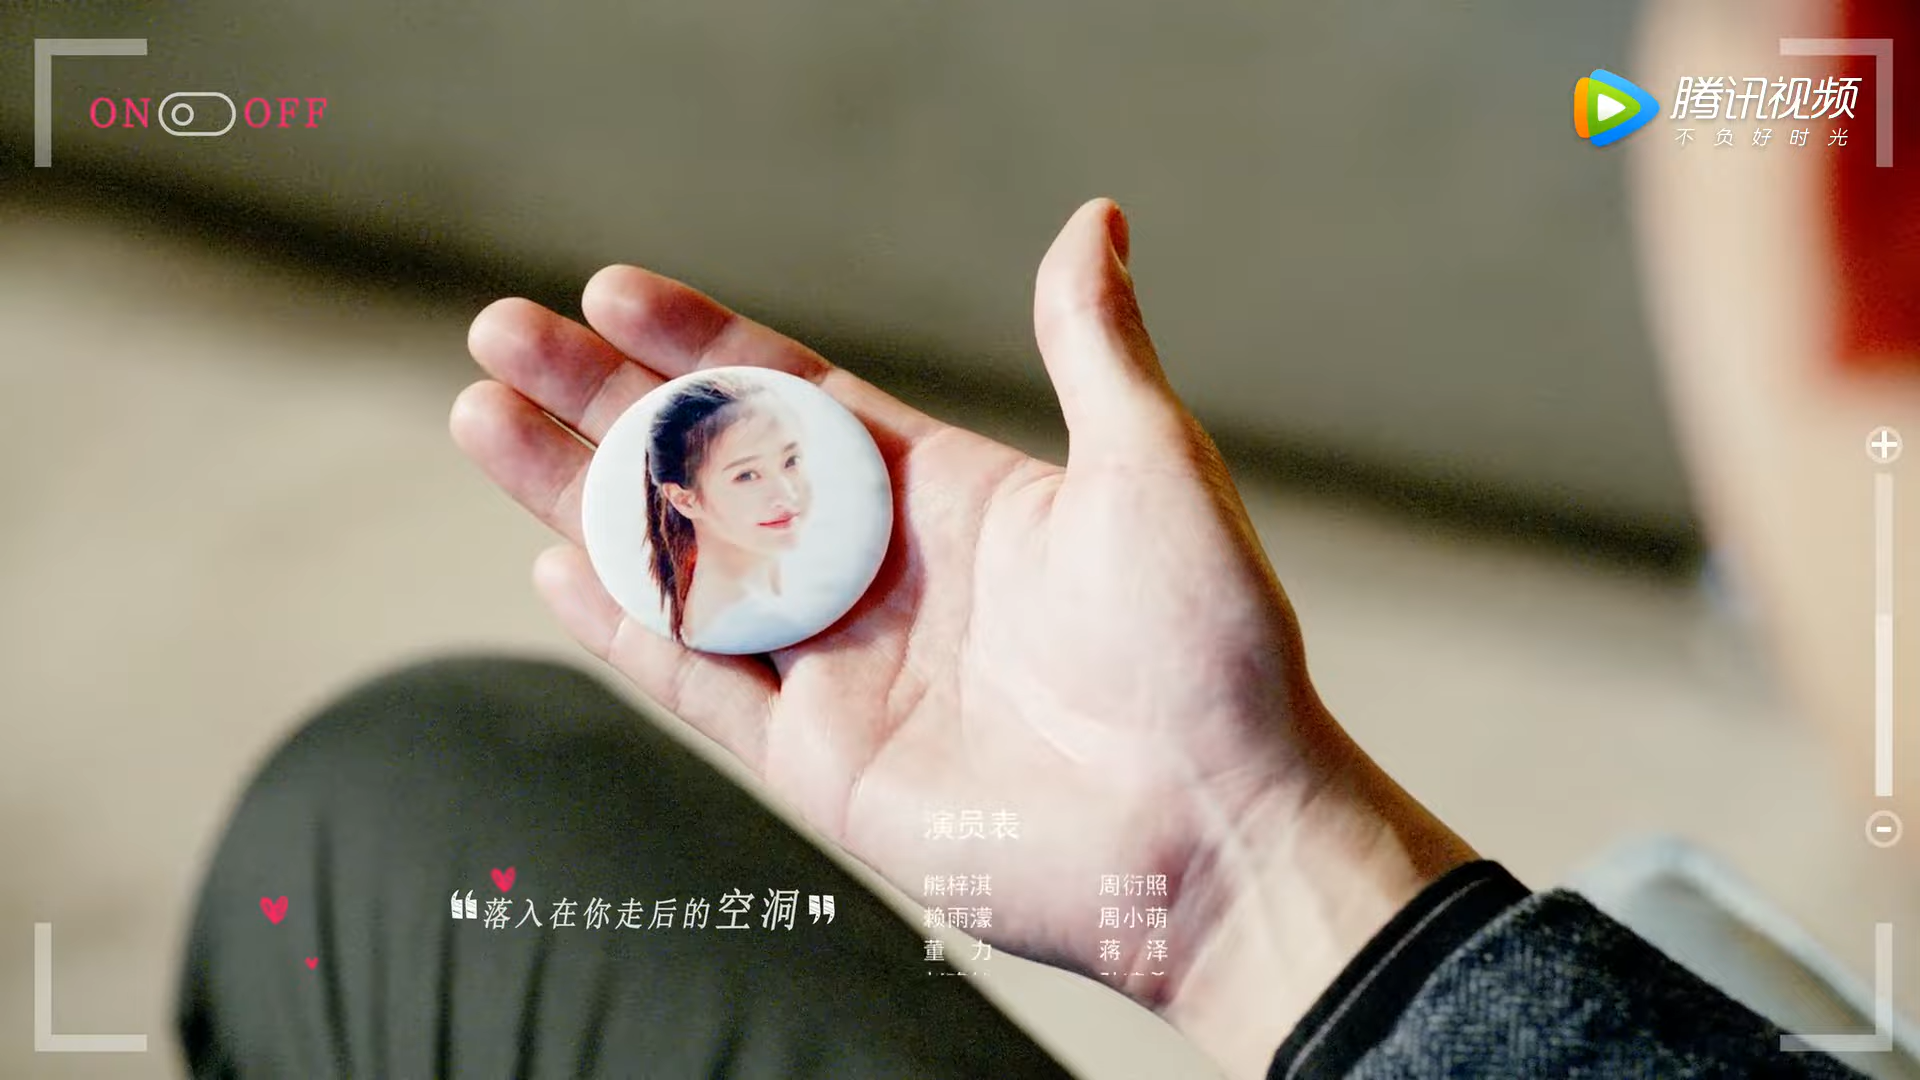 ON OFF
腾讯视频
不负好时光
演员表
熊梓淇 周衍照
赖雨濛 周小萌
董 力 蒋 泽
❝落入在你走后的空洞❞